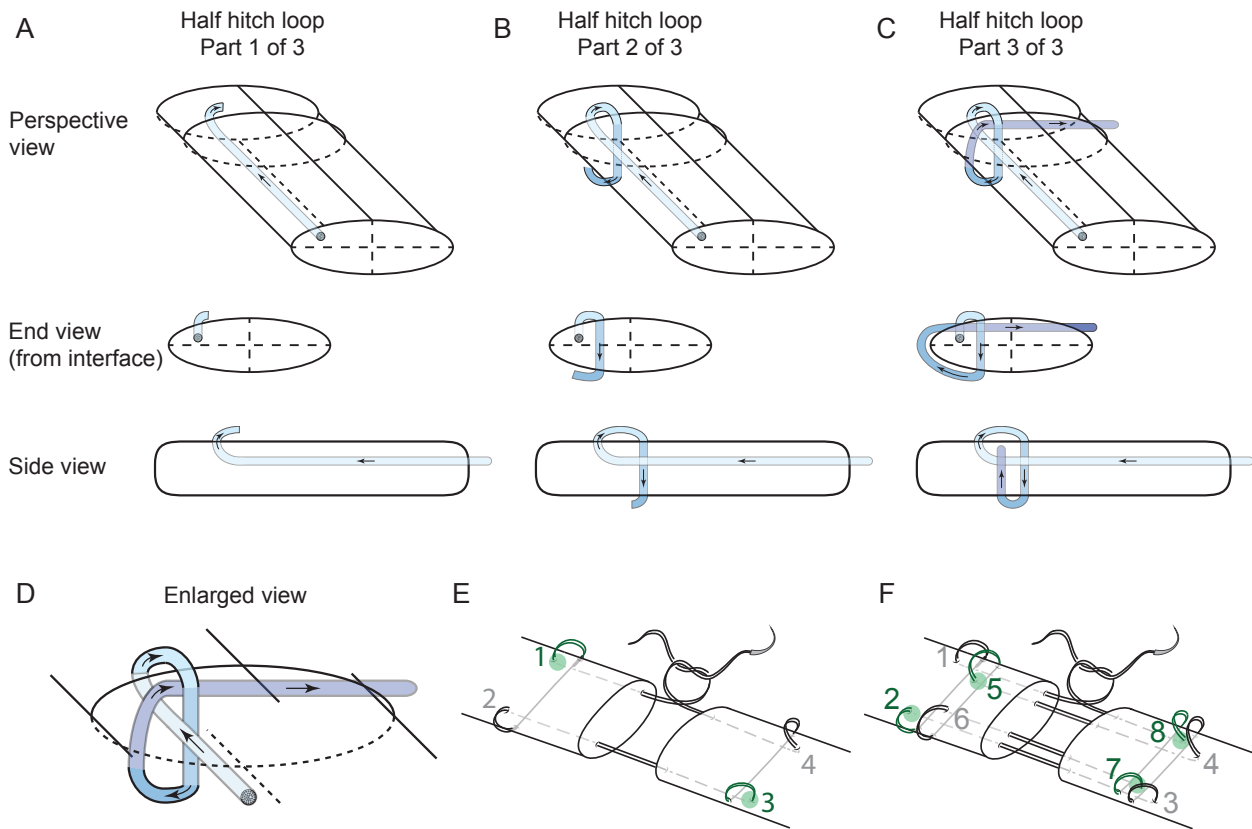 A
Half hitch loop
Part 1 of 3
B
Half hitch loop
Part 2 of 3
C
Half hitch loop
Part 3 of 3
Perspective
view
End view
(from interface)
Side view
D
Enlarged view
E
1
2
3
4
F
1
2
5
6
8
4
7
3